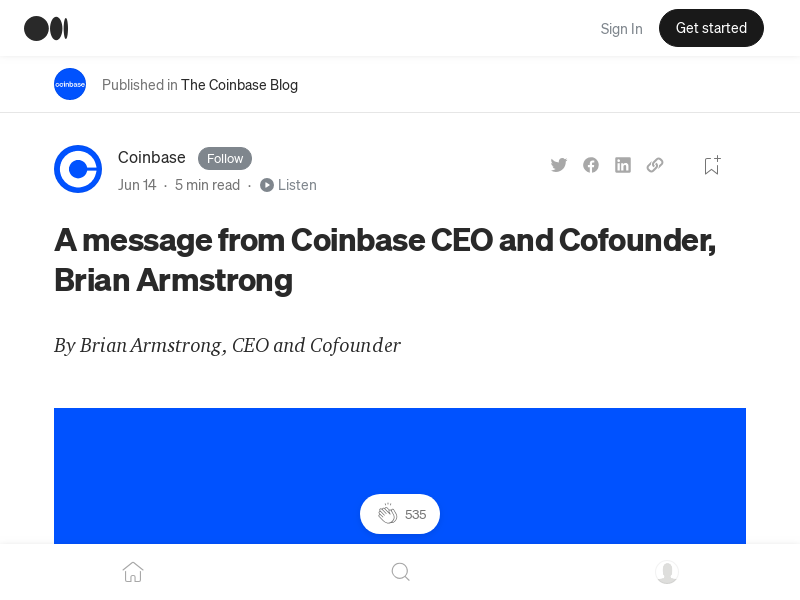 Sign In
Get started
coinbase
Published in The Coinbase Blog
Coinbase
Follow
Jun 14 · 5 min read · Listen
A message from Coinbase CEO and Cofounder,
Brian Armstrong
By Brian Armstrong, CEO and Cofounder
535